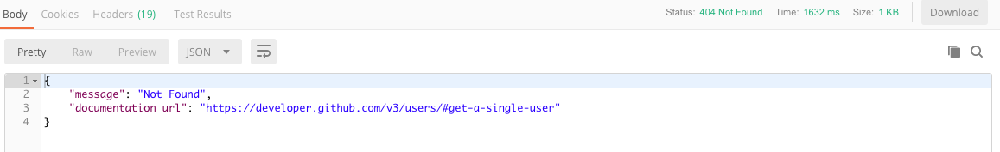 Body Cookies Headers (19) Test Results Status: 404 Not Found Time: 1632 ms Size: 1 KB Download
Pretty Raw Preview JSON
1 {
2 "message": "Not Found",
3 "documentation_url": "https://developer.github.com/v3/users/#get-a-single-user"
4 }